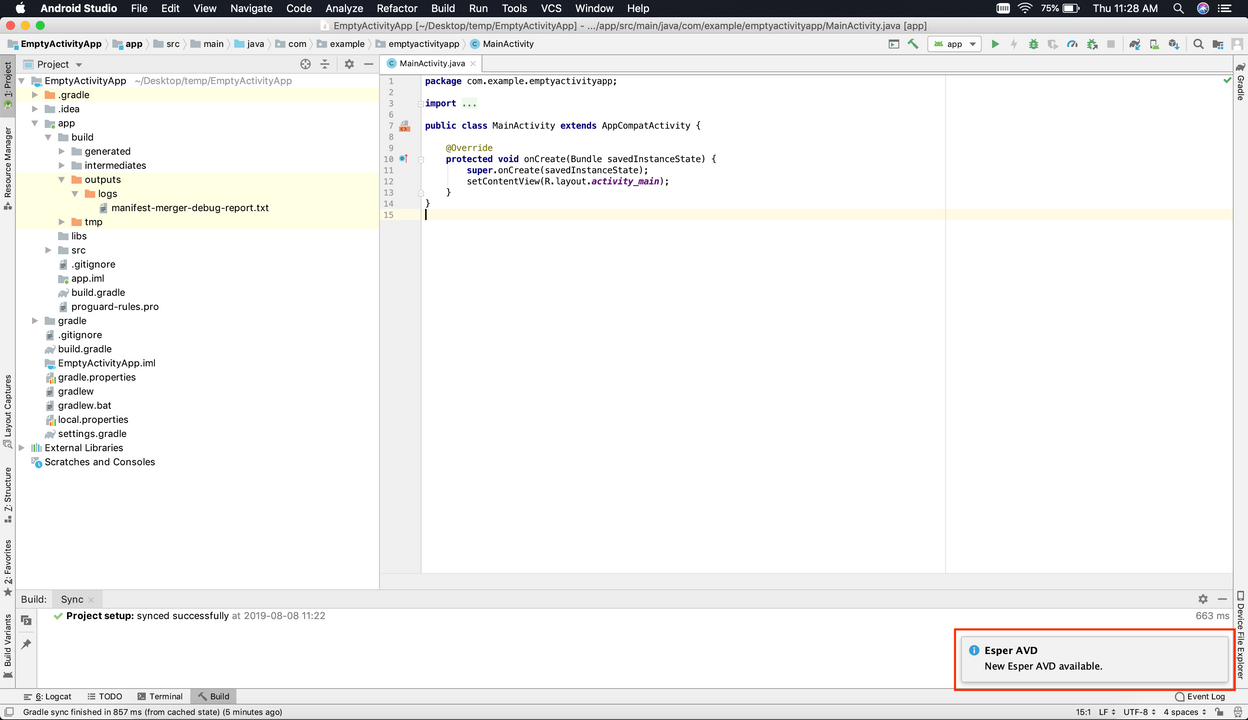 Android Studio File Edit View Navigate Code Analyze Refactor Build Run Tools VCS Window Help 75% Thu 11:28 AM
EmptyActivityApp [~/Desktop/temp/EmptyActivityApp] - .../app/src/main/java/com/example/emptyactivityapp/MainActivity.java [app]
EmptyActivityApp app src main java com example emptyactivityapp MainActivity app
1: Project
Resource Manager
Layout Captures
Z: Structure
2: Favorites
Build Variants
Project
EmptyActivityApp ~/Desktop/temp/EmptyActivityApp
.gradle
.idea
app
build
generated
intermediates
outputs
logs
manifest-merger-debug-report.txt
tmp
libs
src
.gitignore
app.iml
build.gradle
proguard-rules.pro
gradle
.gitignore
build.gradle
EmptyActivityApp.iml
gradle.properties
gradlew
gradlew.bat
local.properties
settings.gradle
External Libraries
Scratches and Consoles
MainActivity.java
1 package com.example.emptyactivityapp;
2
3 import ...
6
7 public class MainActivity extends AppCompatActivity {
8
9 @Override
10 protected void onCreate(Bundle savedInstanceState) {
11 super.onCreate(savedInstanceState);
12 setContentView(R.layout.activity_main);
13 }
14 }
15
Gradle
Device File Explorer
Build: Sync
Project setup: synced successfully at 2019-08-08 11:22 663 ms
Esper AVD
New Esper AVD available.
6: Logcat TODO Terminal Build Event Log
Gradle sync finished in 857 ms (from cached state) (5 minutes ago) 15:1 LF UTF-8 4 spaces